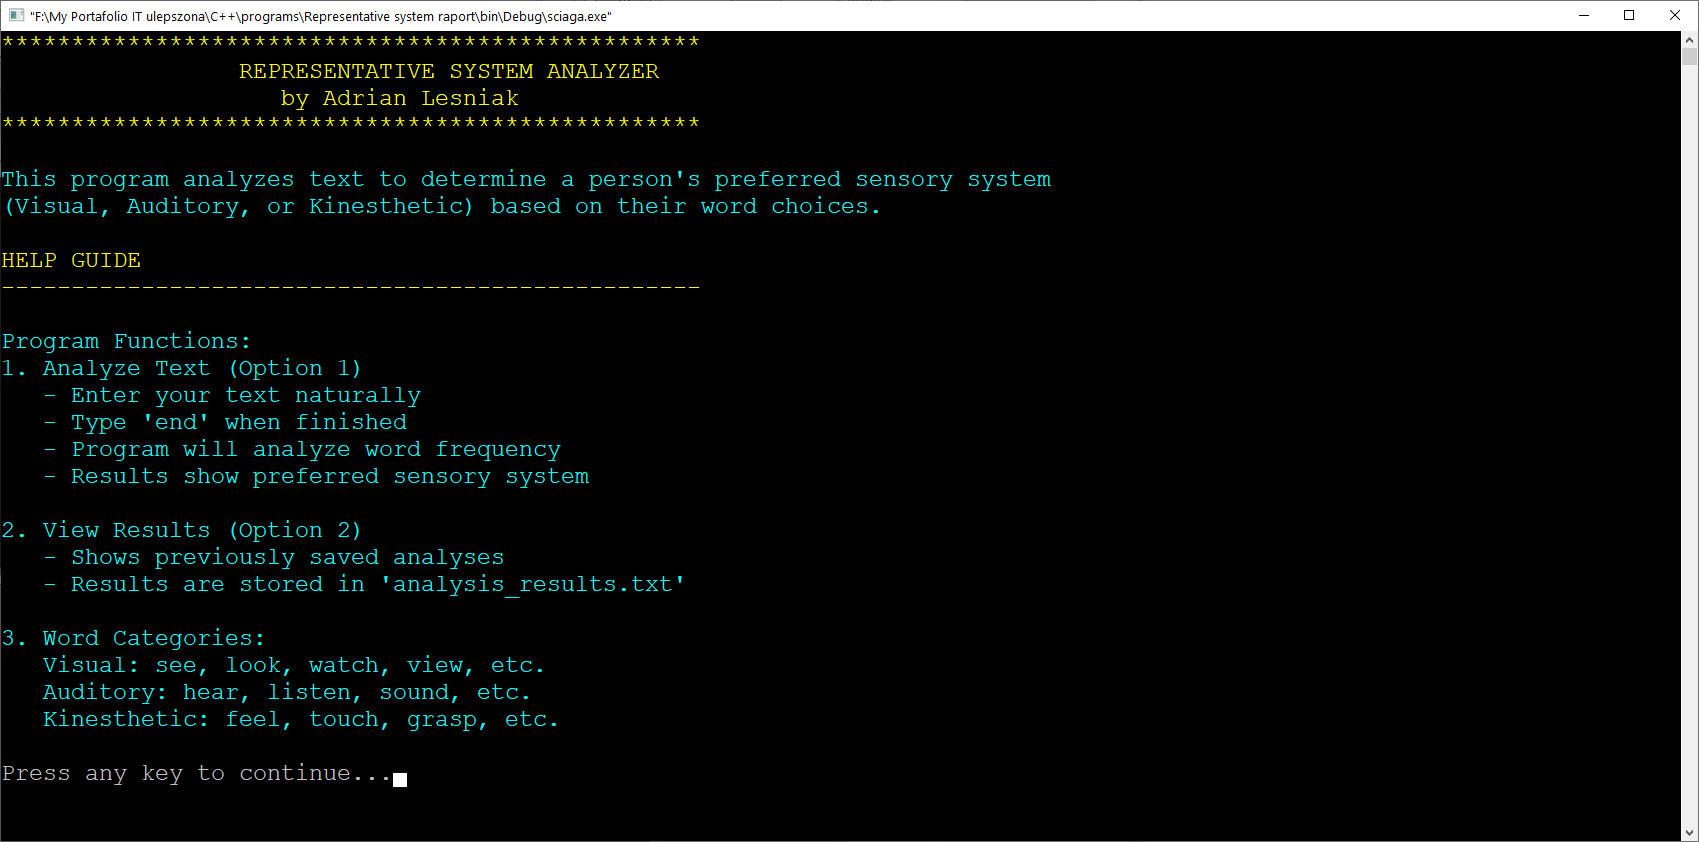 "F:\My Portafolio IT ulepszona\C++\programs\Representative system raport\bin\Debug\sciaga.exe"
**************************************************
REPRESENTATIVE SYSTEM ANALYZER
by Adrian Lesniak
**************************************************
This program analyzes text to determine a person's preferred sensory system
(Visual, Auditory, or Kinesthetic) based on their word choices.
HELP GUIDE
--------------------------------------------------
Program Functions:
1. Analyze Text (Option 1)
- Enter your text naturally
- Type 'end' when finished
- Program will analyze word frequency
- Results show preferred sensory system
2. View Results (Option 2)
- Shows previously saved analyses
- Results are stored in 'analysis_results.txt'
3. Word Categories:
Visual: see, look, watch, view, etc.
Auditory: hear, listen, sound, etc.
Kinesthetic: feel, touch, grasp, etc.
Press any key to continue...